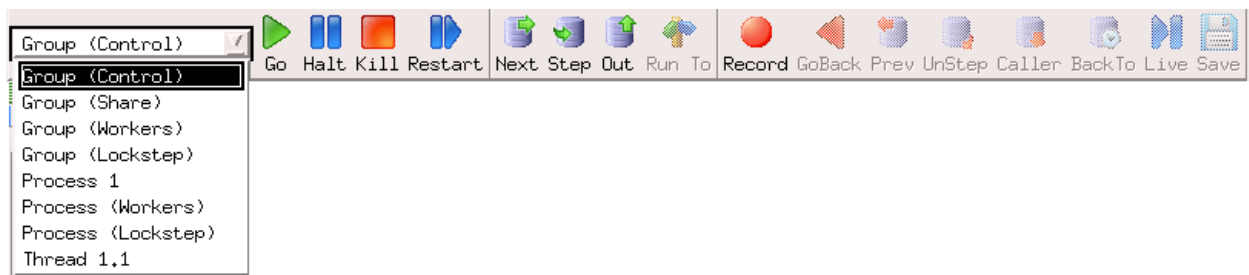 Group (Control)
Go Halt Kill Restart Next Step Out Run To Record GoBack Prev UnStep Caller BackTo Live Save
Group (Control)
Group (Share)
Group (Workers)
Group (Lockstep)
Process 1
Process (Workers)
Process (Lockstep)
Thread 1.1